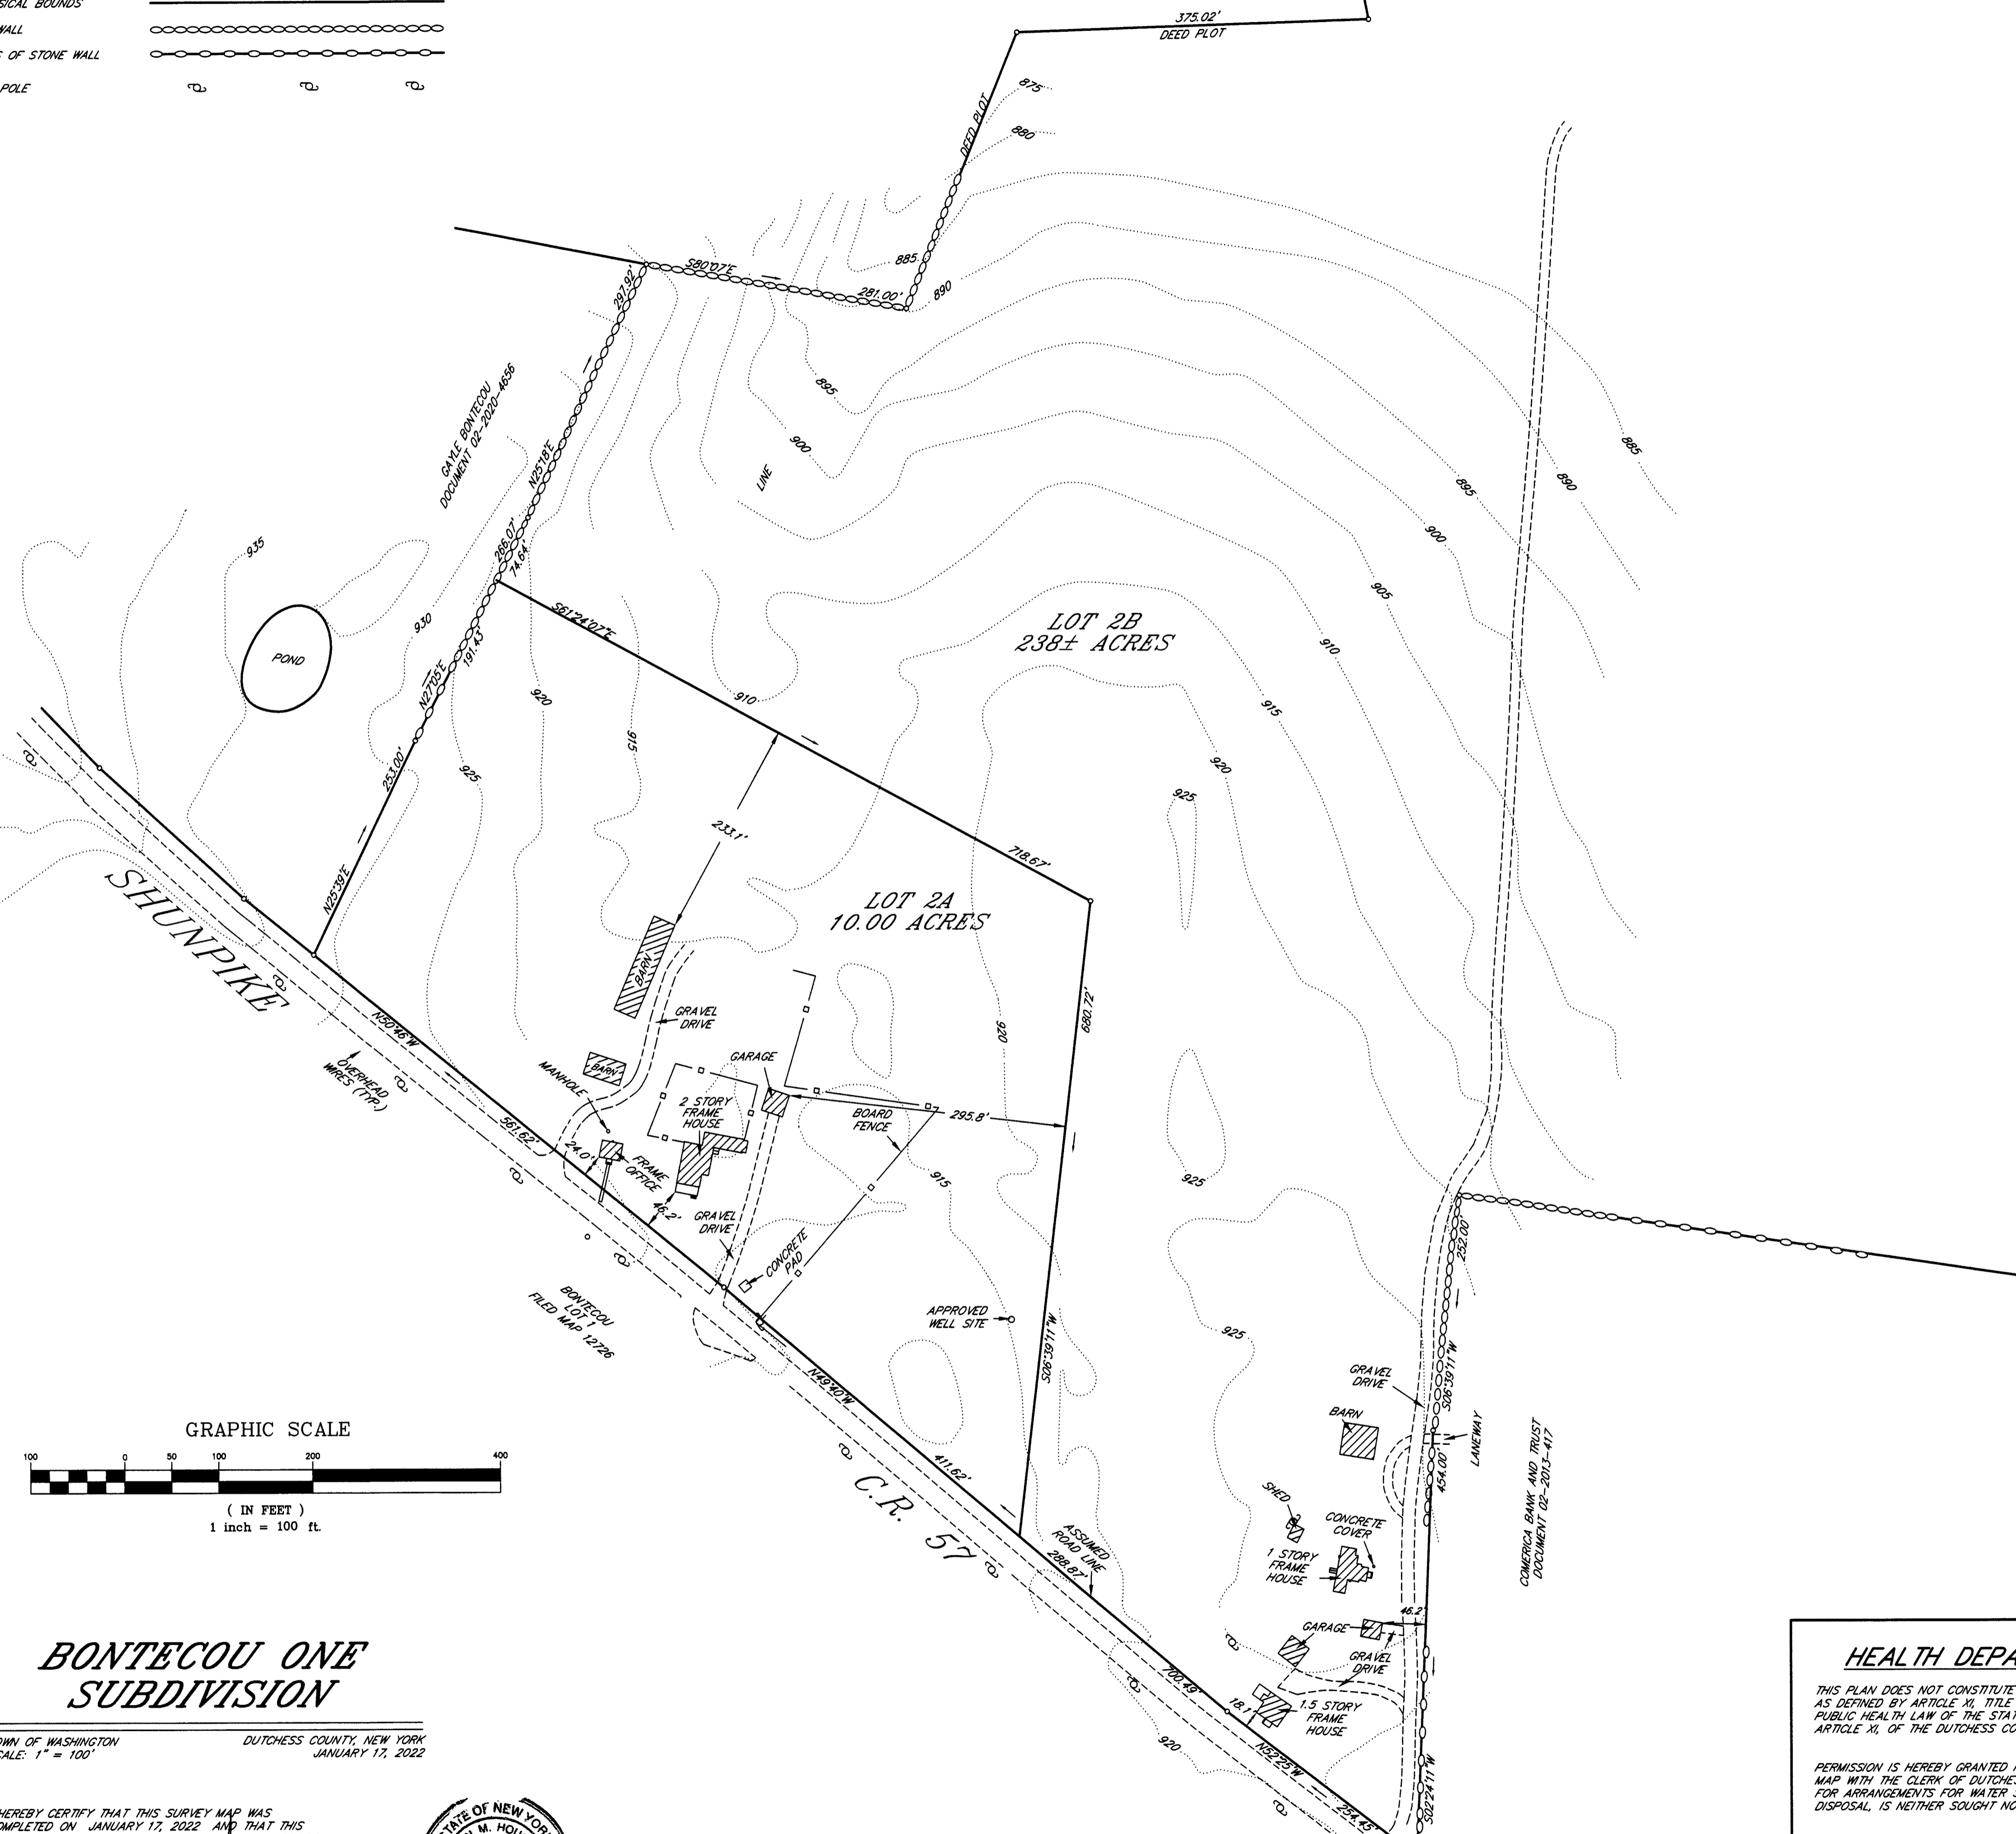 SICAL BOUNDS
WALL
S OF STONE WALL
POLE
375.02'
DEED PLOT
DEED PLOT
875
880
885
890
S80°07'E
281.00'
297.92'
N25°18'E
GAYLE BONTECOU
DOCUMENT 02-2020-4656
266.07'
74.64'
895
900
LINE
885
890
895
900
905
910
915
920
925
935
930
POND
N27°05'E
191.43'
253.00'
N25°39'E
S61°24'07"E
920
915
910
925
LOT 2B
238± ACRES
233.1'
718.67'
LOT 2A
10.00 ACRES
680.72'
920
SHUNPIKE
N50°46'W
OVERHEAD
WIRES (TYP.)
561.62'
BARN
GRAVEL
DRIVE
BARN
MANHOLE
GARAGE
2 STORY
FRAME
HOUSE
BOARD
FENCE
295.8'
24.0'
FRAME
OFFICE
46.2'
GRAVEL
DRIVE
CONCRETE
PAD
915
925
925
BONTECOU
LOT 1
FILED MAP 12726
APPROVED
WELL SITE
S06°39'11"W
N49°40'W
411.62'
252.00'
S06°39'11"W
GRAVEL
DRIVE
BARN
LANEWAY
454.00'
COMERICA BANK AND TRUST
DOCUMENT 02-2013-417
GRAPHIC SCALE
100 0 50 100 200 400
( IN FEET )
1 inch = 100 ft.
C.R. 57
ASSUMED
ROAD LINE
288.87'
SHED
CONCRETE
COVER
1 STORY
FRAME
HOUSE
46.2'
GARAGE
GRAVEL
DRIVE
700.49'
18.1'
1.5 STORY
FRAME
HOUSE
920
N52°25'W
254.45'
S02°24'11"W
BONTECOU ONE
SUBDIVISION
OWN OF WASHINGTON DUTCHESS COUNTY, NEW YORK
CALE: 1" = 100' JANUARY 17, 2022
HEREBY CERTIFY THAT THIS SURVEY MAP WAS
OMPLETED ON JANUARY 17, 2022 AND THAT THIS
STATE OF NEW YORK
M. HOU
HEALTH DEPA
THIS PLAN DOES NOT CONSTITUTE
AS DEFINED BY ARTICLE XI, TITLE
PUBLIC HEALTH LAW OF THE STAT
ARTICLE XI, OF THE DUTCHESS CO
PERMISSION IS HEREBY GRANTED
MAP WITH THE CLERK OF DUTCHES
FOR ARRANGEMENTS FOR WATER S
DISPOSAL, IS NEITHER SOUGHT NO